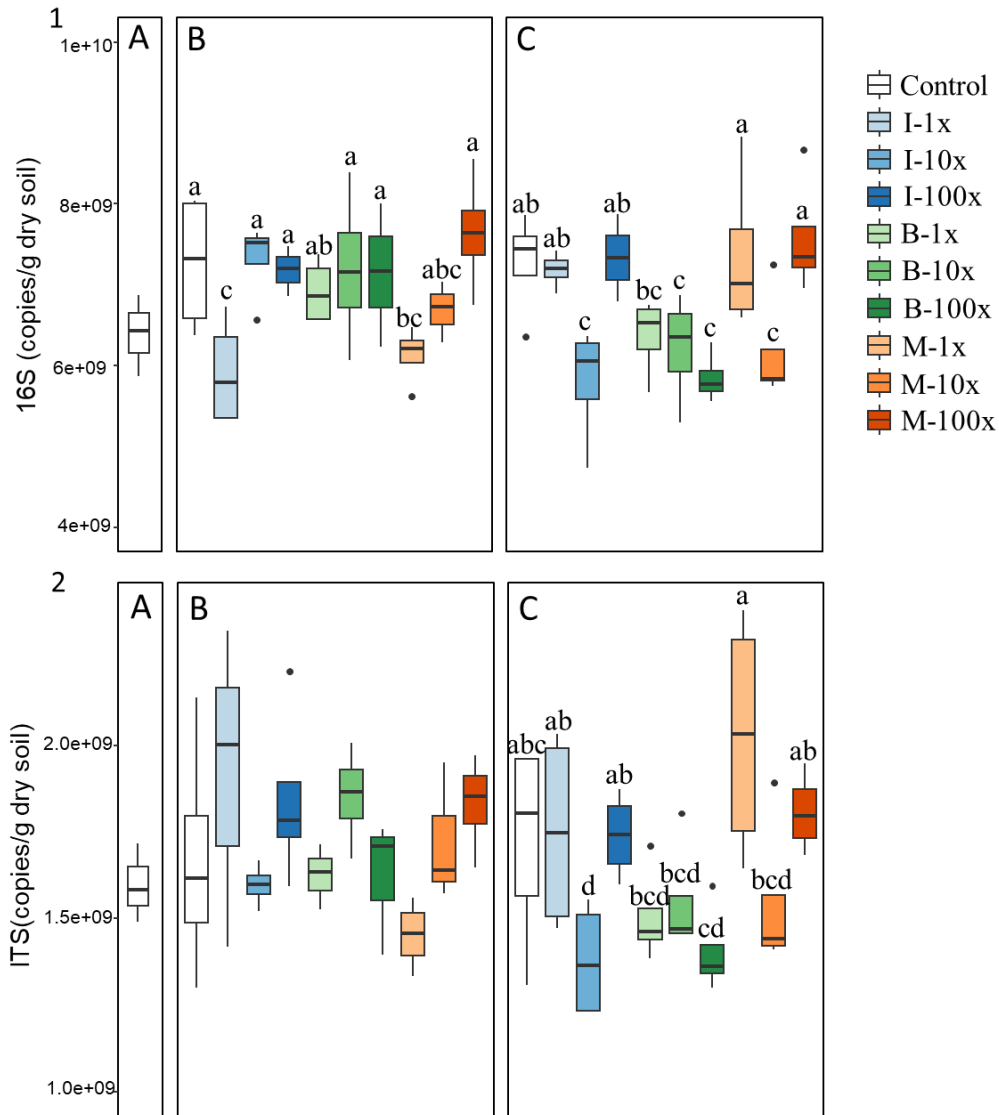 1
A
B
C
1e+10
8e+09
6e+09
4e+09
16S (copies/g dry soil)
a
c
a
a
ab
a
a
bc
abc
a
ab
ab
c
ab
bc
c
c
a
c
a
Control
I-1x
I-10x
I-100x
B-1x
B-10x
B-100x
M-1x
M-10x
M-100x
2
A
B
C
2.0e+09
1.5e+09
1.0e+09
ITS(copies/g dry soil)
abc
ab
d
ab
bcd
bcd
cd
a
bcd
ab